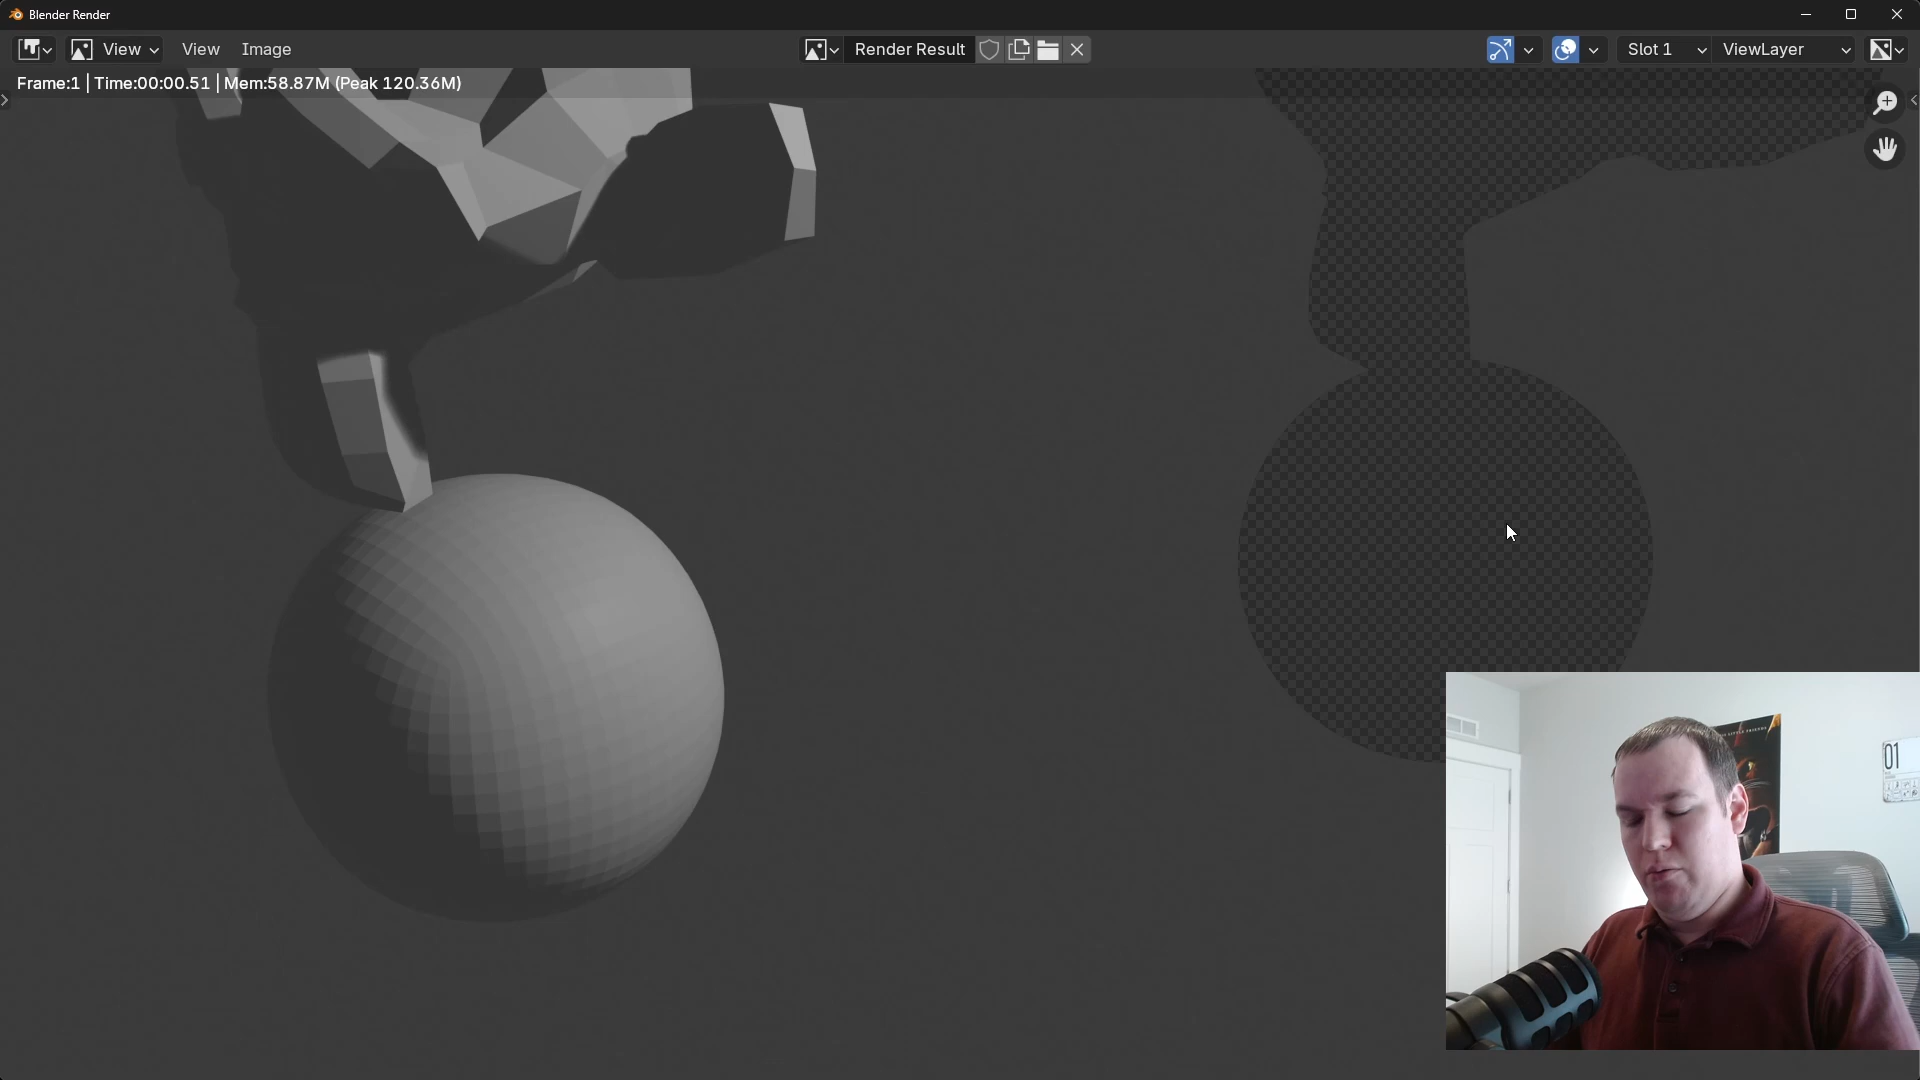 Blender Render
View View Image Render Result Slot 1 ViewLayer
Frame:1 | Time:00:00.51 | Mem:58.87M (Peak 120.36M)
01